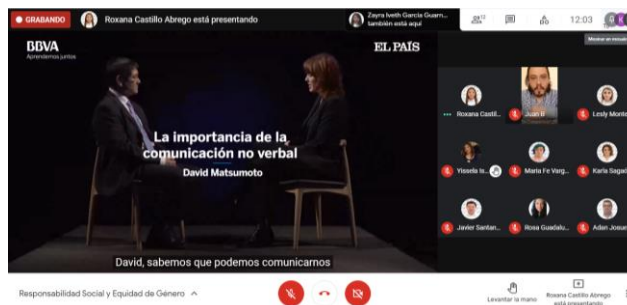 GRABANDO
Roxana Castillo Abrego está presentando
Zayra Iveth García Guarn...
también está aquí
12
12:03
K
BBVA
Aprendemos juntos
EL PAÍS
La importancia de la
comunicación no verbal
David Matsumoto
David, sabemos que podemos comunicarnos
Roxana Castil...
Juan B
Lesly Monte
Yissela Is...
Maria Fe Varg...
Karla Sagad
Javier Santan...
Rosa Guadalu...
Adan Josue
Responsabilidad Social y Equidad de Género
Levantar la mano
Roxana Castillo Abrego
está presentando